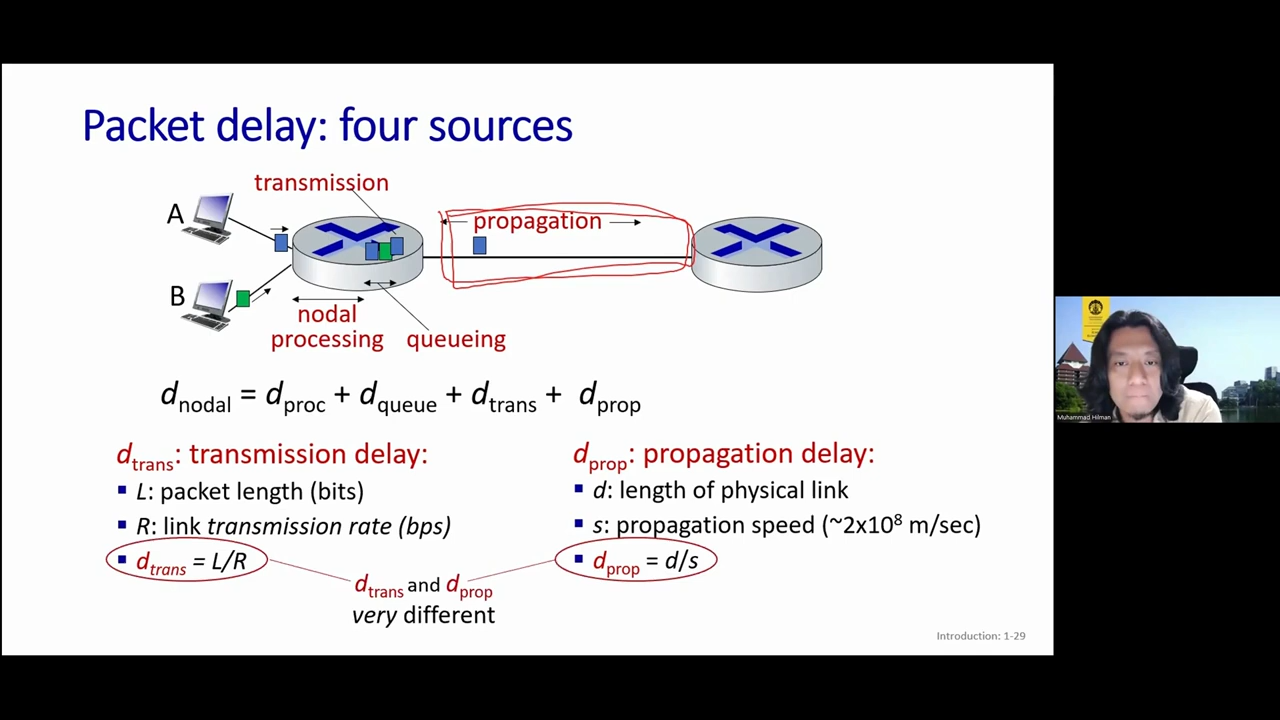 Packet delay: four sources
transmission
A
propagation
B
nodal
processing
queueing
dnodal = dproc + dqueue + dtrans + dprop
dtrans: transmission delay:
▪ L: packet length (bits)
▪ R: link transmission rate (bps)
▪ dtrans = L/R
dprop: propagation delay:
▪ d: length of physical link
▪ s: propagation speed (~2x10⁸ m/sec)
▪ dprop = d/s
dtrans and dprop
very different
Introduction: 1-29
Muhammad Hilman